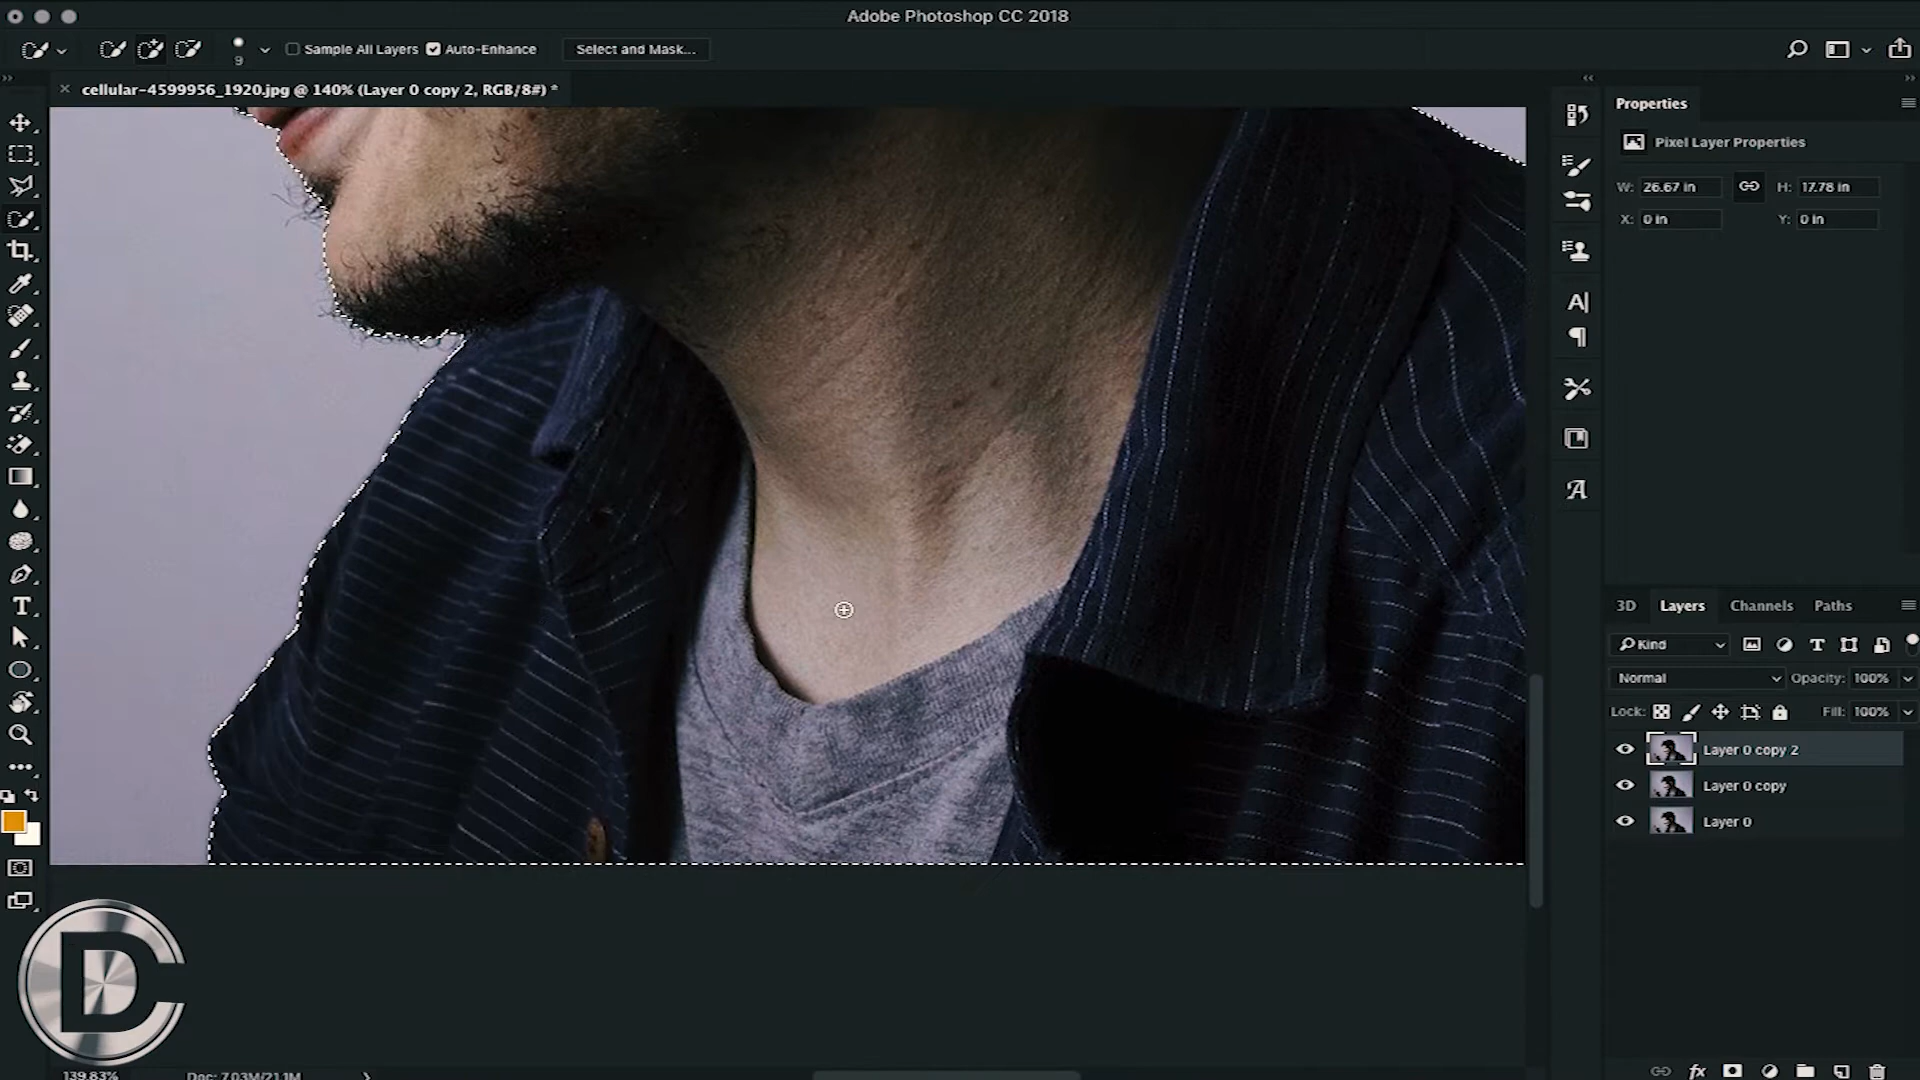 Adobe Photoshop CC 2018
9
Sample All Layers
Auto-Enhance
Select and Mask...
cellular-4599956_1920.jpg @ 140% (Layer 0 copy 2, RGB/8#) *
Properties
Pixel Layer Properties
W: 26.67 in
H: 17.78 in
X: 0 in
Y: 0 in
3D
Layers
Channels
Paths
Kind
Normal
Opacity: 100%
Lock:
Fill: 100%
Layer 0 copy 2
Layer 0 copy
Layer 0
fx
DC
139.83%
Doc: 7.03M/21.1M